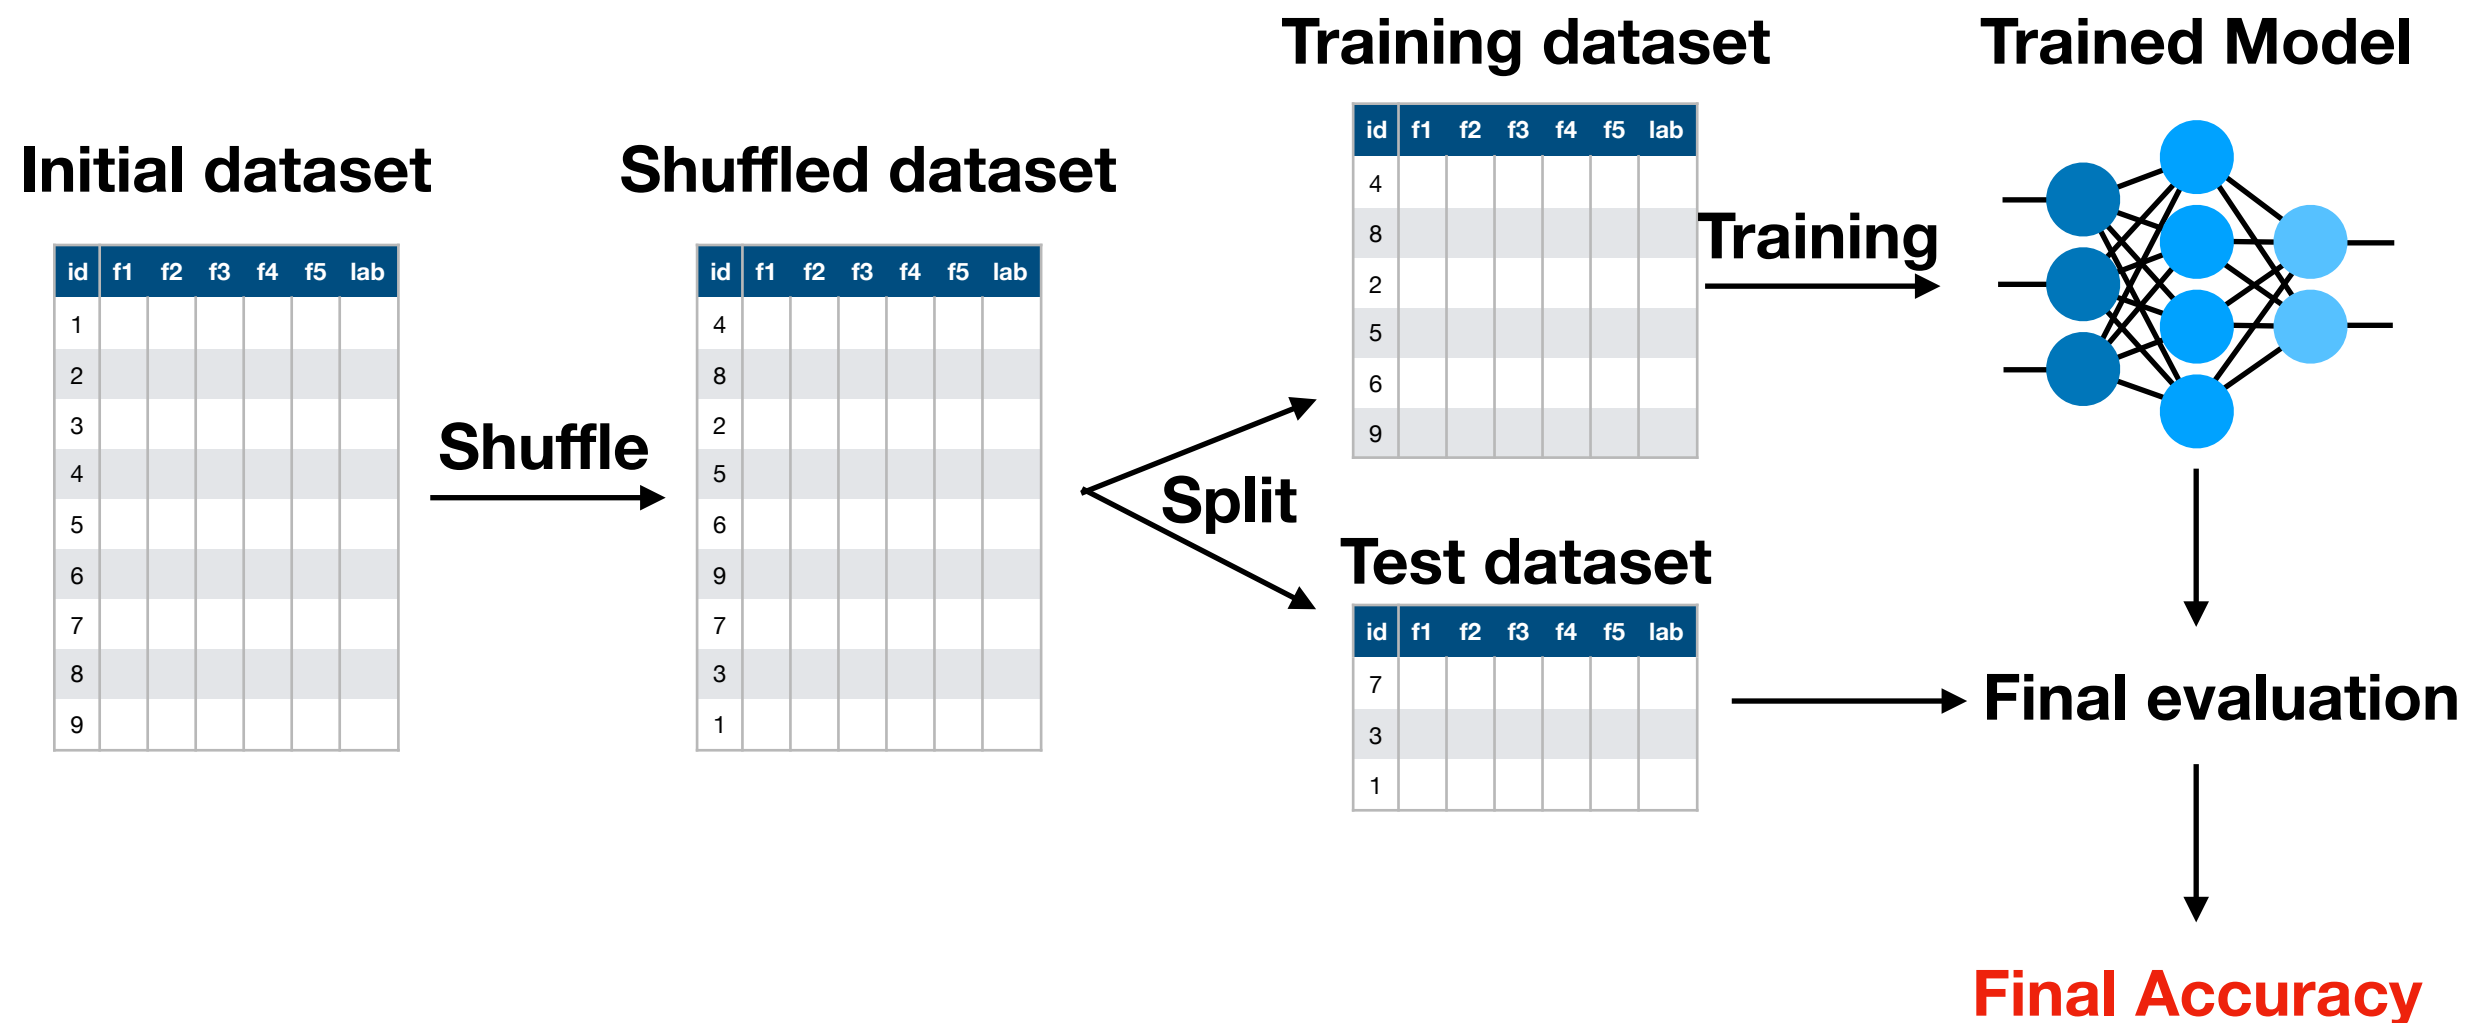 Initial dataset
id f1 f2 f3 f4 f5 lab
1
2
3
4
5
6
7
8
9
Shuffle
Shuffled dataset
id f1 f2 f3 f4 f5 lab
4
8
2
5
6
9
7
3
1
Split
Training dataset
id f1 f2 f3 f4 f5 lab
4
8
2
5
6
9
Test dataset
id f1 f2 f3 f4 f5 lab
7
3
1
Training
Trained Model
Final evaluation
Final Accuracy